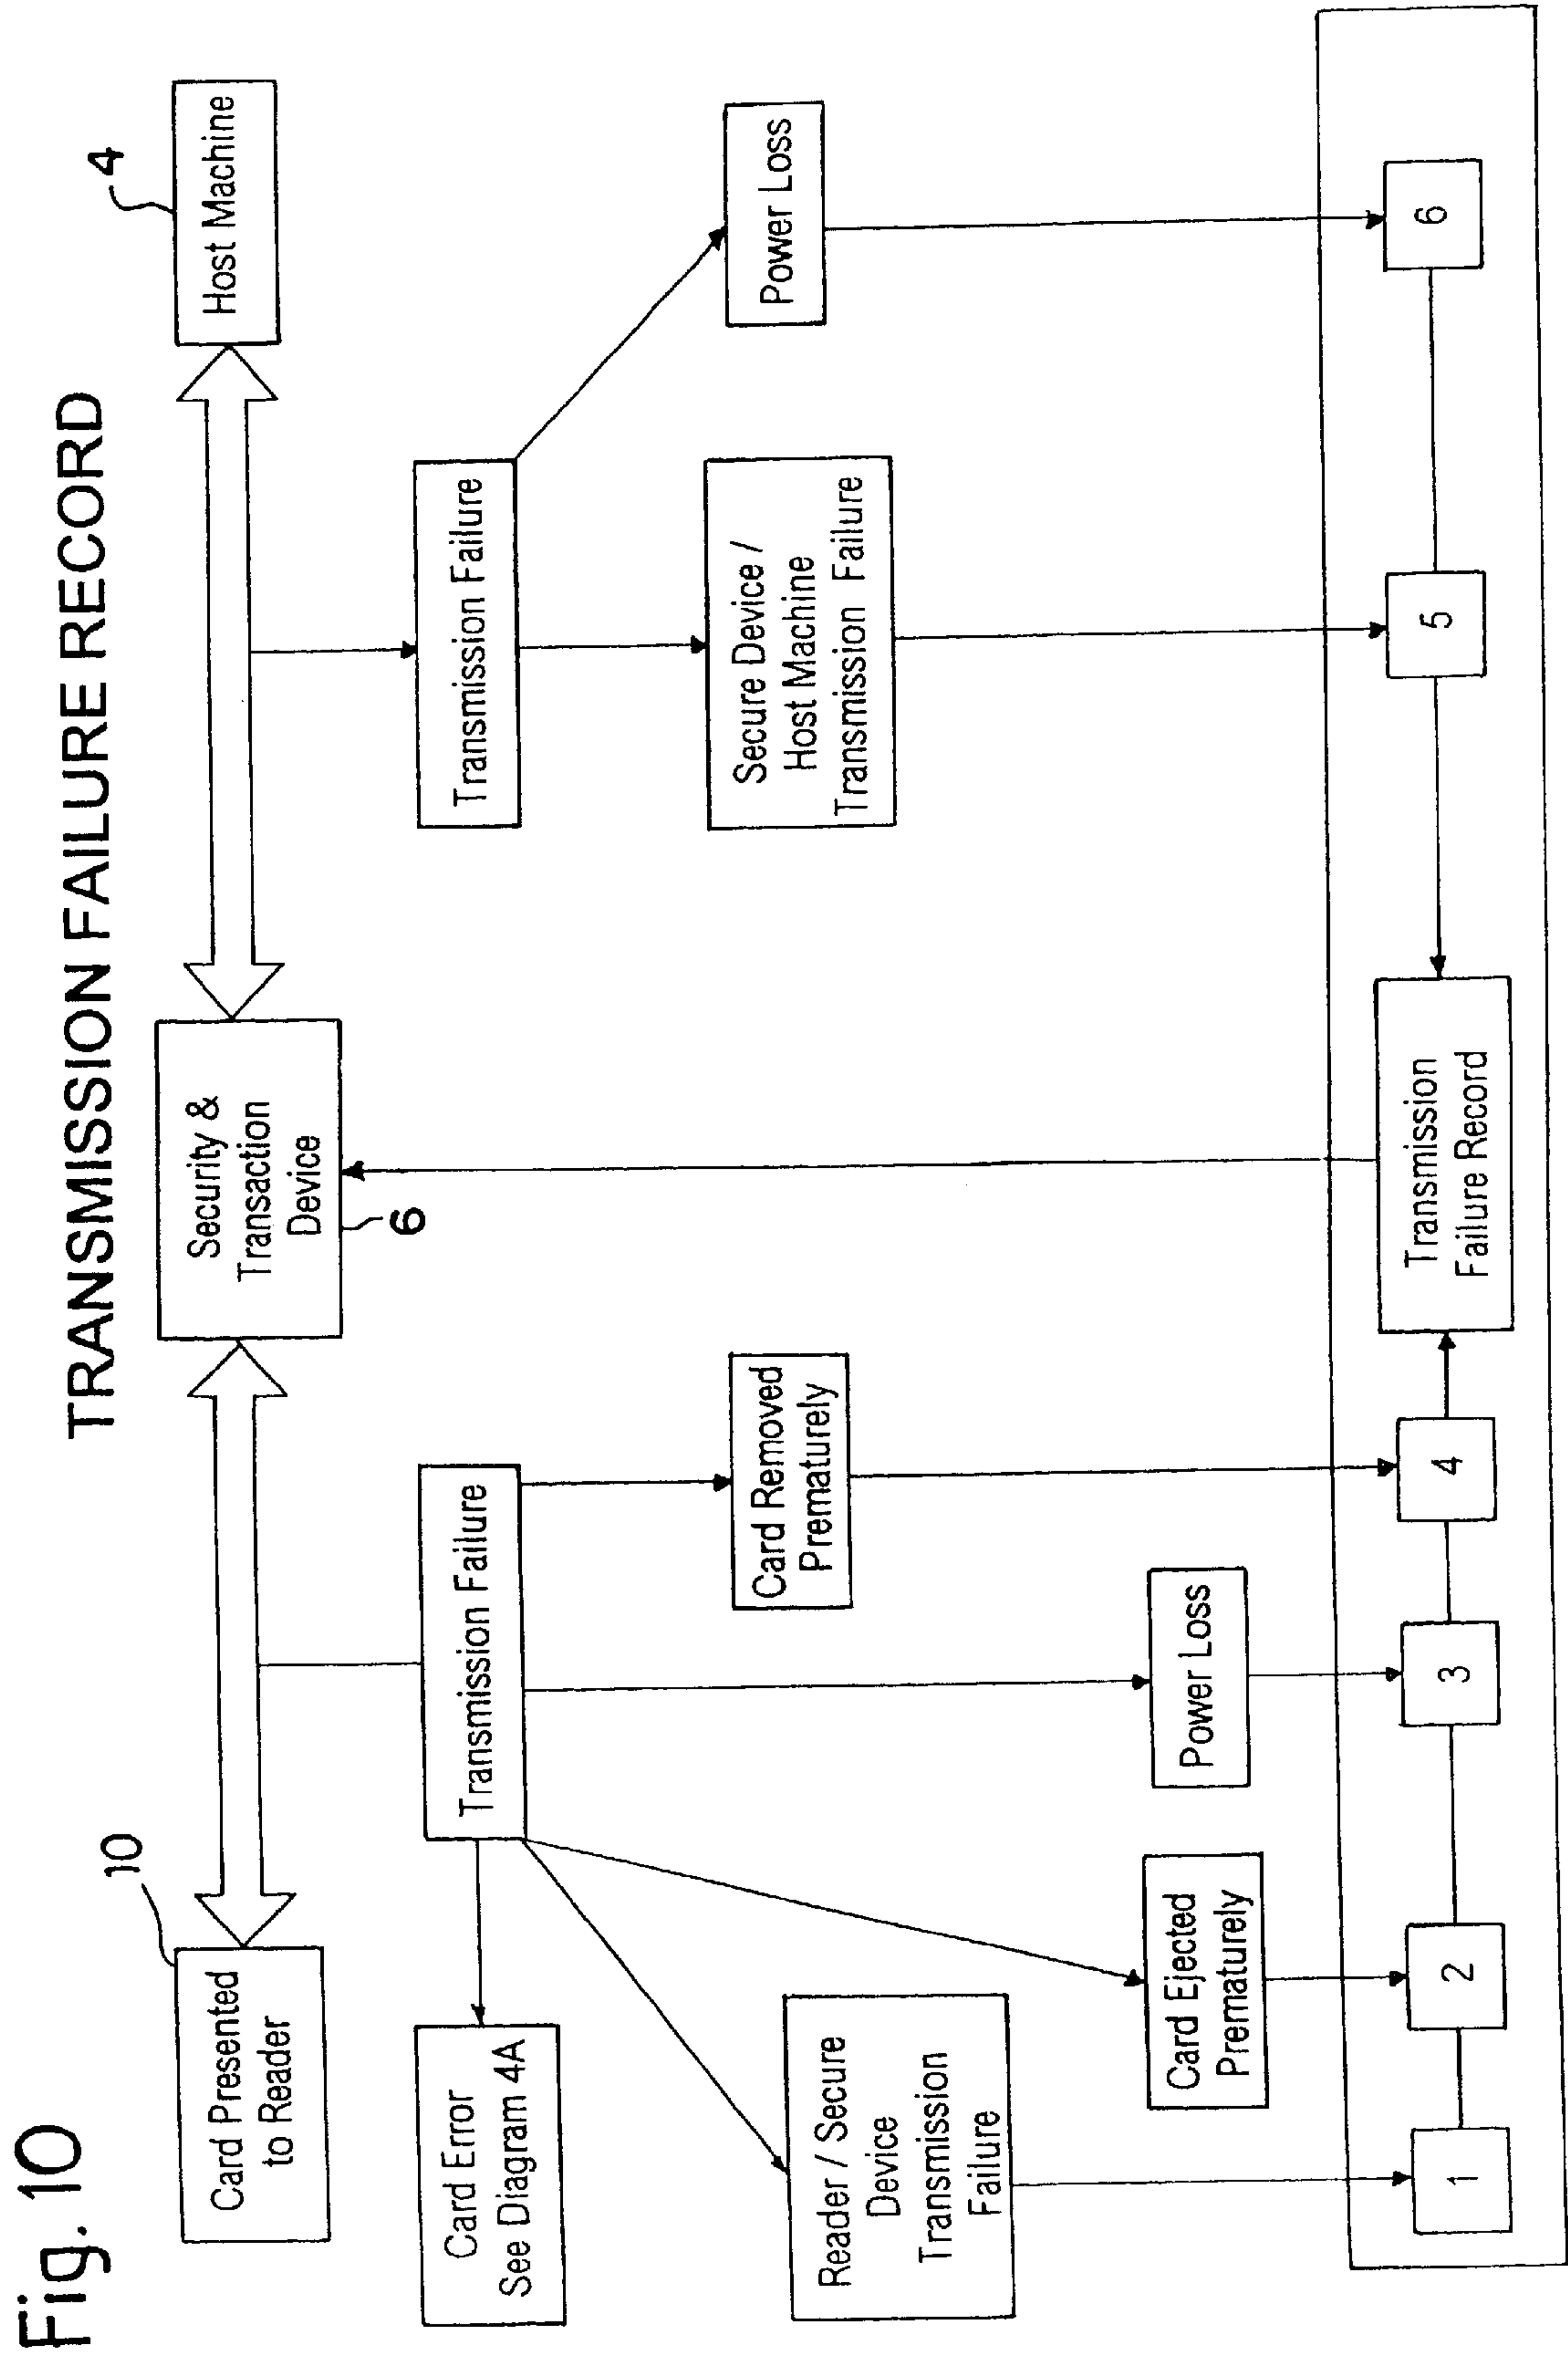 Fig. 10
TRANSMISSION FAILURE RECORD
10
4
Card Presented
to Reader
Security &
Transaction
Device
6
Host Machine
Transmission Failure
Transmission Failure
Card Error
See Diagram 4A
Reader / Secure
Device
Transmission
Failure
Card Ejected
Prematurely
Power Loss
Card Removed
Prematurely
Secure Device /
Host Machine
Transmission Failure
Power Loss
1
2
3
4
Transmission
Failure Record
5
6